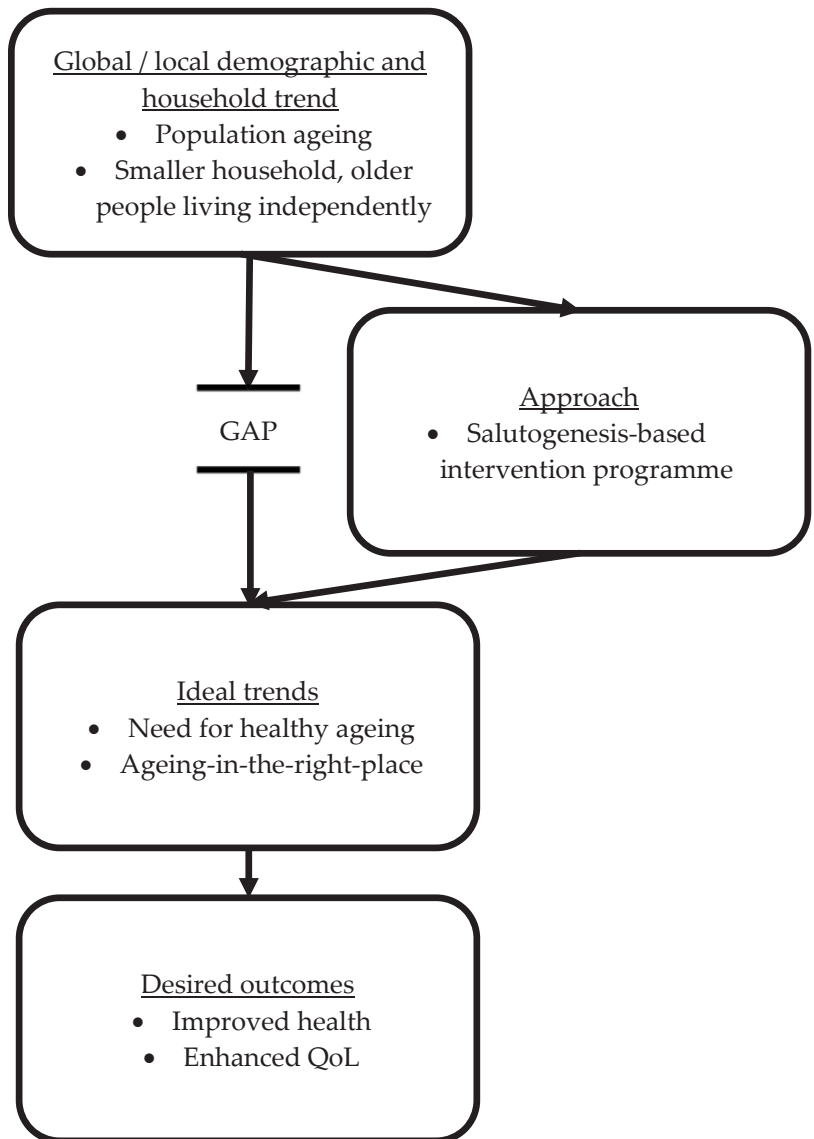 Global / local demographic and
household trend
• Population ageing
• Smaller household, older
people living independently
GAP
Approach
• Salutogenesis-based
intervention programme
Ideal trends
• Need for healthy ageing
• Ageing-in-the-right-place
Desired outcomes
• Improved health
• Enhanced QoL